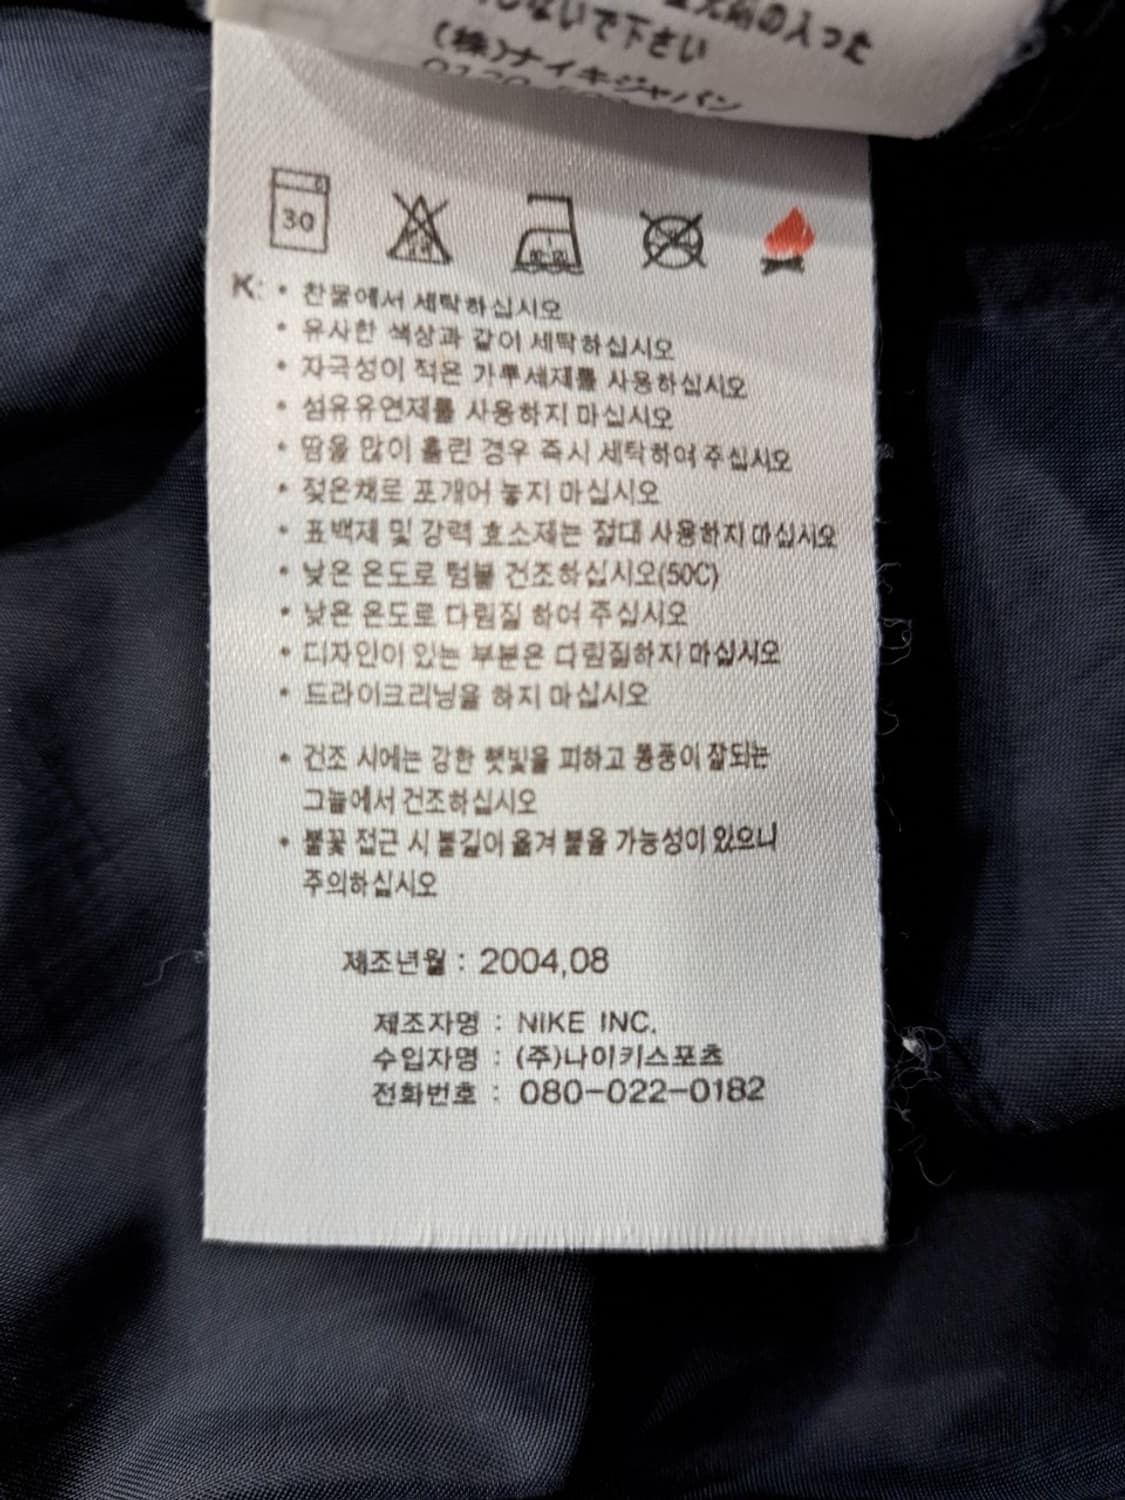 の入った
しないで下さい
(株)ナイキジャパン
30
K: • 찬물에서 세탁하십시오
• 유사한 색상과 같이 세탁하십시오
• 자극성이 적은 가루세제를 사용하십시오
• 섬유유연제를 사용하지 마십시오
• 땀을 많이 흘린 경우 즉시 세탁하여 주십시오
• 젖은채로 포개어 놓지 마십시오
• 표백제 및 강력 효소제는 절대 사용하지 마십시오
• 낮은 온도로 텀블 건조하십시오(50C)
• 낮은 온도로 다림질 하여 주십시오
• 디자인이 있는 부분은 다림질하지 마십시오
• 드라이크리닝을 하지 마십시오
• 건조 시에는 강한 햇빛을 피하고 통풍이 잘되는
그늘에서 건조하십시오
• 불꽃 접근 시 불길이 옮겨 붙을 가능성이 있으니
주의하십시오
제조년월 : 2004,08
제조자명 : NIKE INC.
수입자명 : (주)나이키스포츠
전화번호 : 080-022-0182